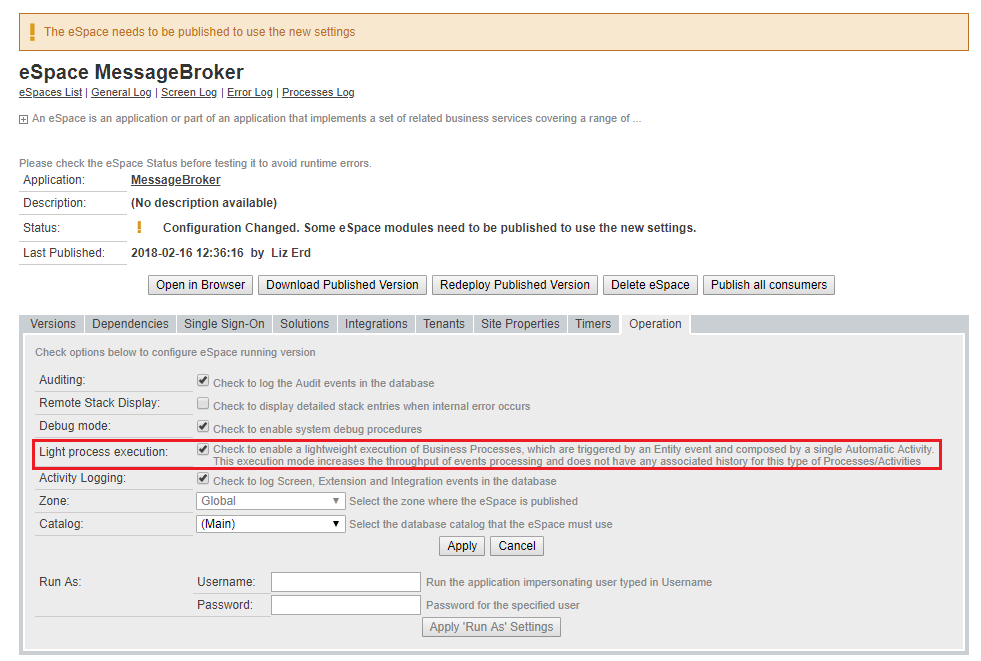 The eSpace needs to be published to use the new settings
eSpace MessageBroker
eSpaces List | General Log | Screen Log | Error Log | Processes Log
An eSpace is an application or part of an application that implements a set of related business services covering a range of ...
Please check the eSpace Status before testing it to avoid runtime errors.
Application: MessageBroker
Description: (No description available)
Status: Configuration Changed. Some eSpace modules need to be published to use the new settings.
Last Published: 2018-02-16 12:36:16 by Liz Erd
Open in Browser Download Published Version Redeploy Published Version Delete eSpace Publish all consumers
Versions Dependencies Single Sign-On Solutions Integrations Tenants Site Properties Timers Operation
Check options below to configure eSpace running version
Auditing: Check to log the Audit events in the database
Remote Stack Display: Check to display detailed stack entries when internal error occurs
Debug mode: Check to enable system debug procedures
Light process execution: Check to enable a lightweight execution of Business Processes, which are triggered by an Entity event and composed by a single Automatic Activity.
This execution mode increases the throughput of events processing and does not have any associated history for this type of Processes/Activities
Activity Logging: Check to log Screen, Extension and Integration events in the database
Zone: Global Select the zone where the eSpace is published
Catalog: (Main) Select the database catalog that the eSpace must use
Apply Cancel
Run As: Username: Run the application impersonating user typed in Username
Password: Password for the specified user
Apply 'Run As' Settings